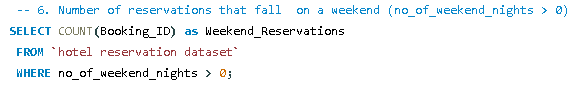 -- 6. Number of reservations that fall  on a weekend (no_of_weekend_nights > 0)
SELECT COUNT(Booking_ID) as Weekend_Reservations
FROM `hotel reservation dataset`
WHERE no_of_weekend_nights > 0;